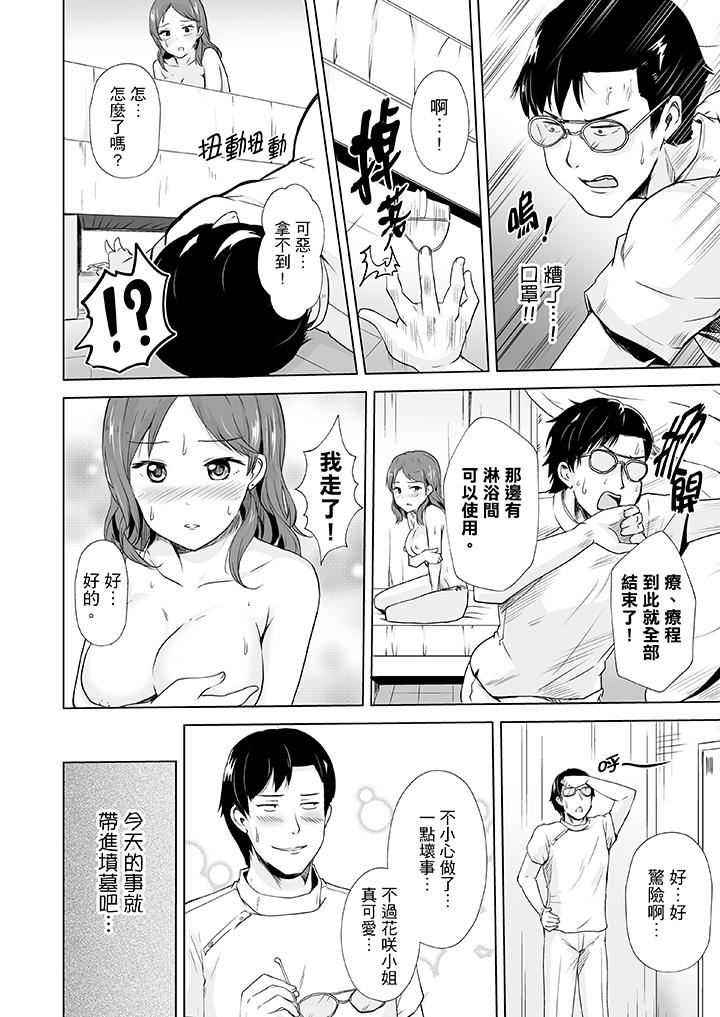 嗚！
糟了…！
口罩!!
啊…！
掉落
怎…
怎麼了嗎？
扭動扭動
可惡…
拿不到！
!?
療、療程
到此就全部
結束了！
那邊有
淋浴間
可以使用。
我走了！
好…
好的。
呼～
好…好
驚險啊…
不小心做了…
一點壞事…
不過花咲小姐
真可愛…
今天的事就
帶進墳墓吧…